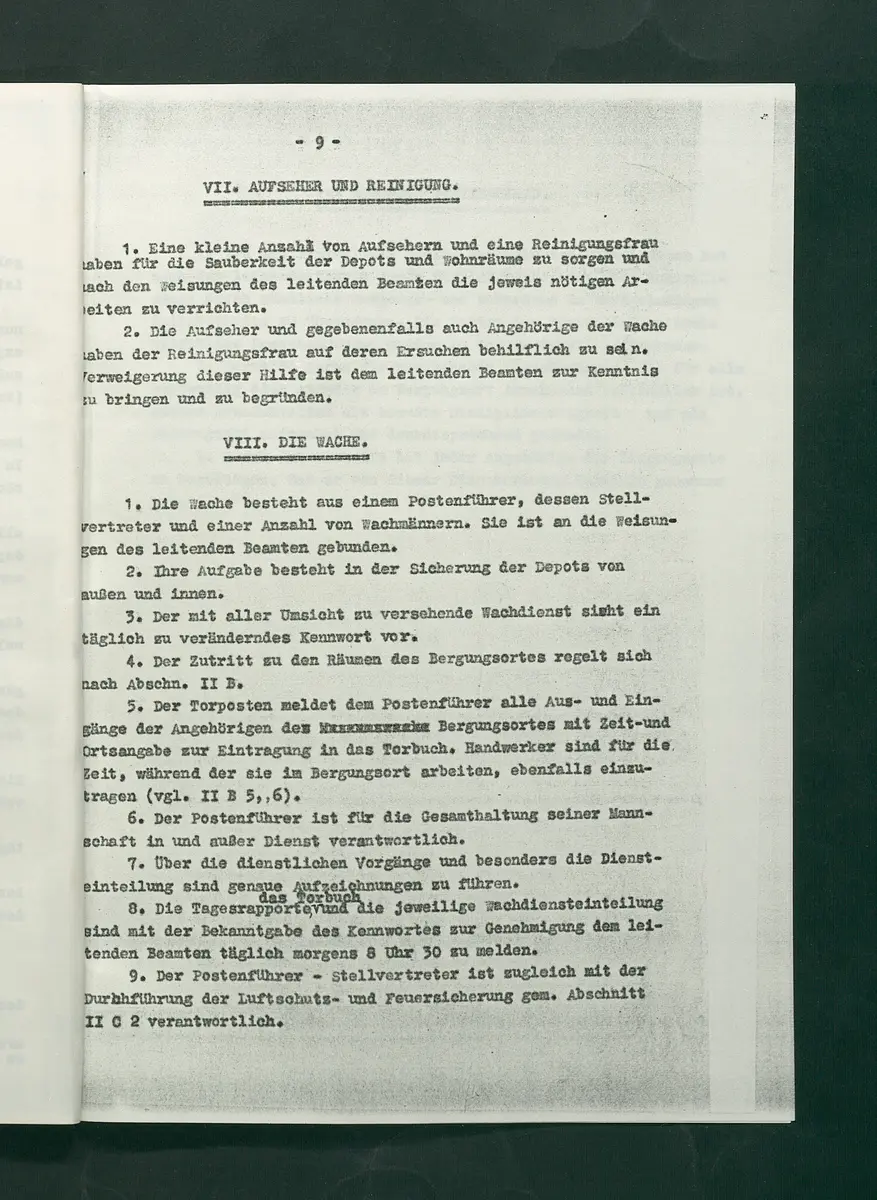 - 9 -
VII. AUFSEHER UND REINIGUNG.
1. Eine kleine Anzahl von Aufsehern und eine Reinigungsfrau
haben für die Sauberkeit der Depots und Wohnräume zu sorgen und
nach den Weisungen des leitenden Beamten die jeweis nötigen Ar-
beiten zu verrichten.
2. Die Aufseher und gegebenenfalls auch Angehörige der Wache
haben der Reinigungsfrau auf deren Ersuchen behilflich zu sein.
Verweigerung dieser Hilfe ist dem leitenden Beamten zur Kenntnis
zu bringen und zu begründen.
VIII. DIE WACHE.
1. Die Wache besteht aus einem Postenführer, dessen Stell-
vertreter und einer Anzahl von Wachmännern. Sie ist an die Weisun-
gen des leitenden Beamten gebunden.
2. Ihre Aufgabe besteht in der Sicherung der Depots von
außen und innen.
3. Der mit aller Umsicht zu versehende Wachdienst sieht ein
täglich zu veränderndes Kennwort vor.
4. Der Zutritt zu den Räumen des Bergungsortes regelt sich
nach Abschn. II B.
5. Der Torposten meldet dem Postenführer alle Aus- und Ein-
gänge der Angehörigen des Bergungsortes mit Zeit-und
Ortsangabe zur Eintragung in das Torbuch. Handwerker sind für die
Zeit, während der sie im Bergungsort arbeiten, ebenfalls einzu-
tragen (vgl. II B 5,,6).
6. Der Postenführer ist für die Gesamthaltung seiner Mann-
schaft in und außer Dienst verantwortlich.
7. Über die dienstlichen Vorgänge und besonders die Dienst-
einteilung sind genaue Aufzeichnungen zu führen.
das Torbuch
8. Die Tagesrapporte,und die jeweilige Wachdiensteinteilung
sind mit der Bekanntgabe des Kennwortes zur Genehmigung dem lei-
tenden Beamten täglich morgens 8 Uhr 30 zu melden.
9. Der Postenführer - Stellvertreter ist zugleich mit der
Durhhführung der Luftschutz- und Feuersicherung gem. Abschnitt
II C 2 verantwortlich.